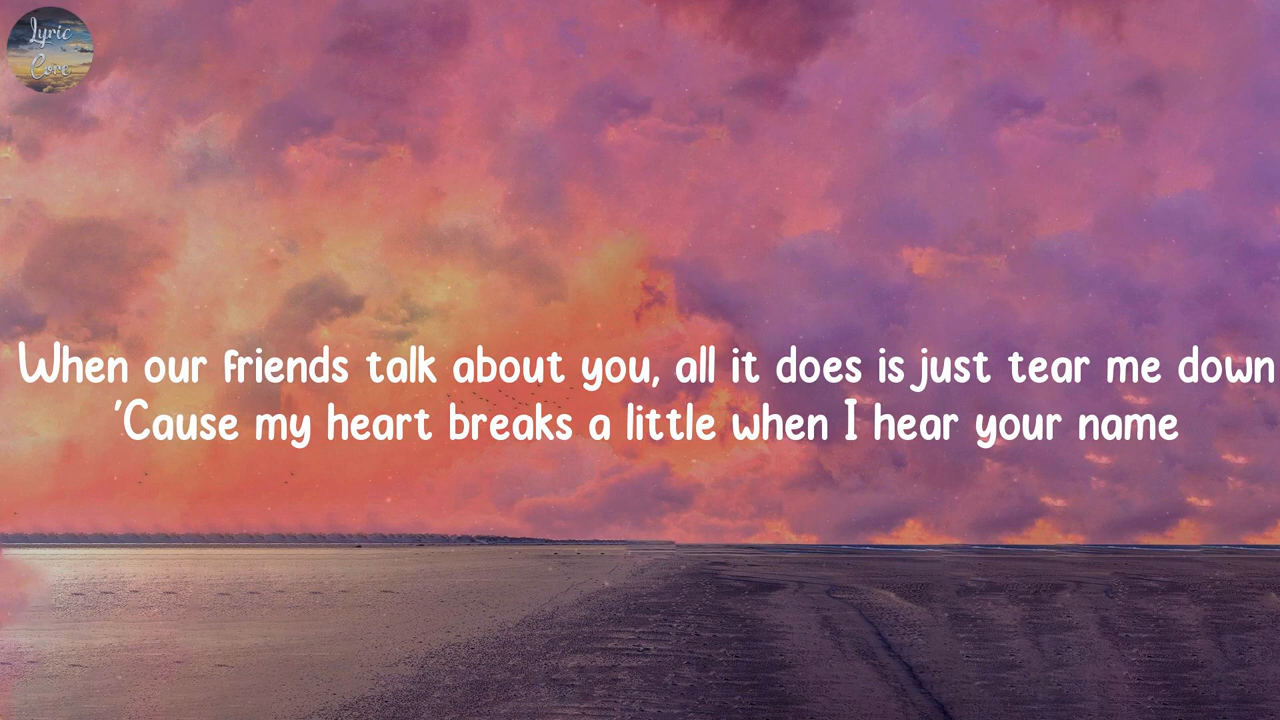 Lyric
Core
When our friends talk about you, all it does is just tear me down
'Cause my heart breaks a little when I hear your name